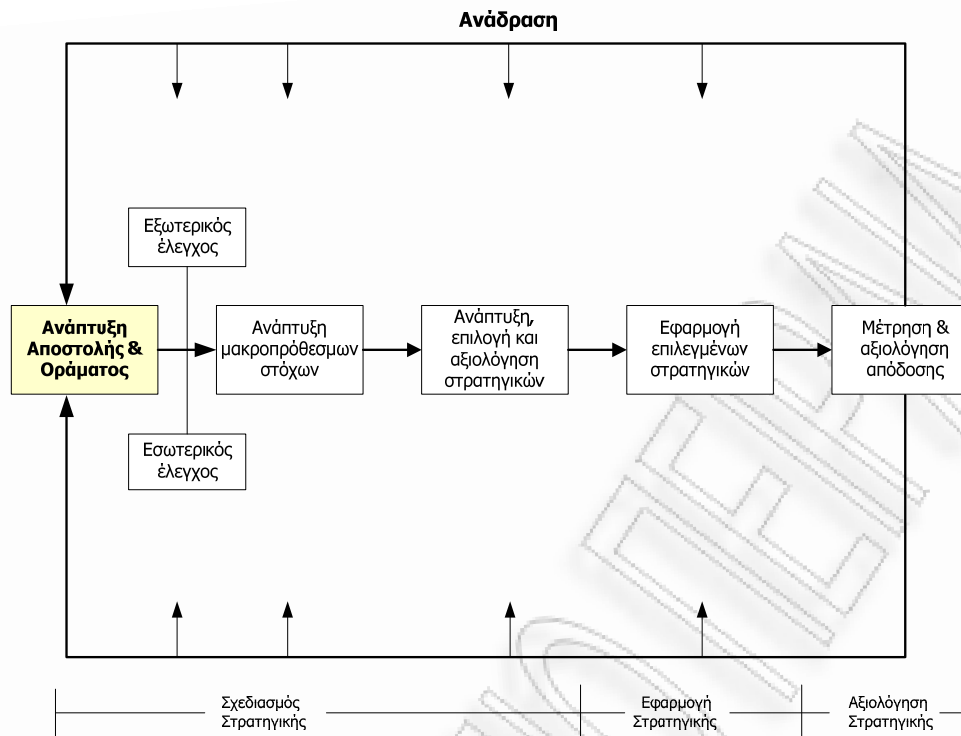 Ανάδραση
Εξωτερικός
έλεγχος
Ανάπτυξη
Αποστολής &
Οράματος
Ανάπτυξη
μακροπρόθεσμων
στόχων
Ανάπτυξη,
επιλογή και
αξιολόγηση
στρατηγικών
Εφαρμογή
επιλεγμένων
στρατηγικών
Μέτρηση &
αξιολόγηση
απόδοσης
Εσωτερικός
έλεγχος
Σχεδιασμός
Στρατηγικής
Εφαρμογή
Στρατηγικής
Αξιολόγηση
Στρατηγικής